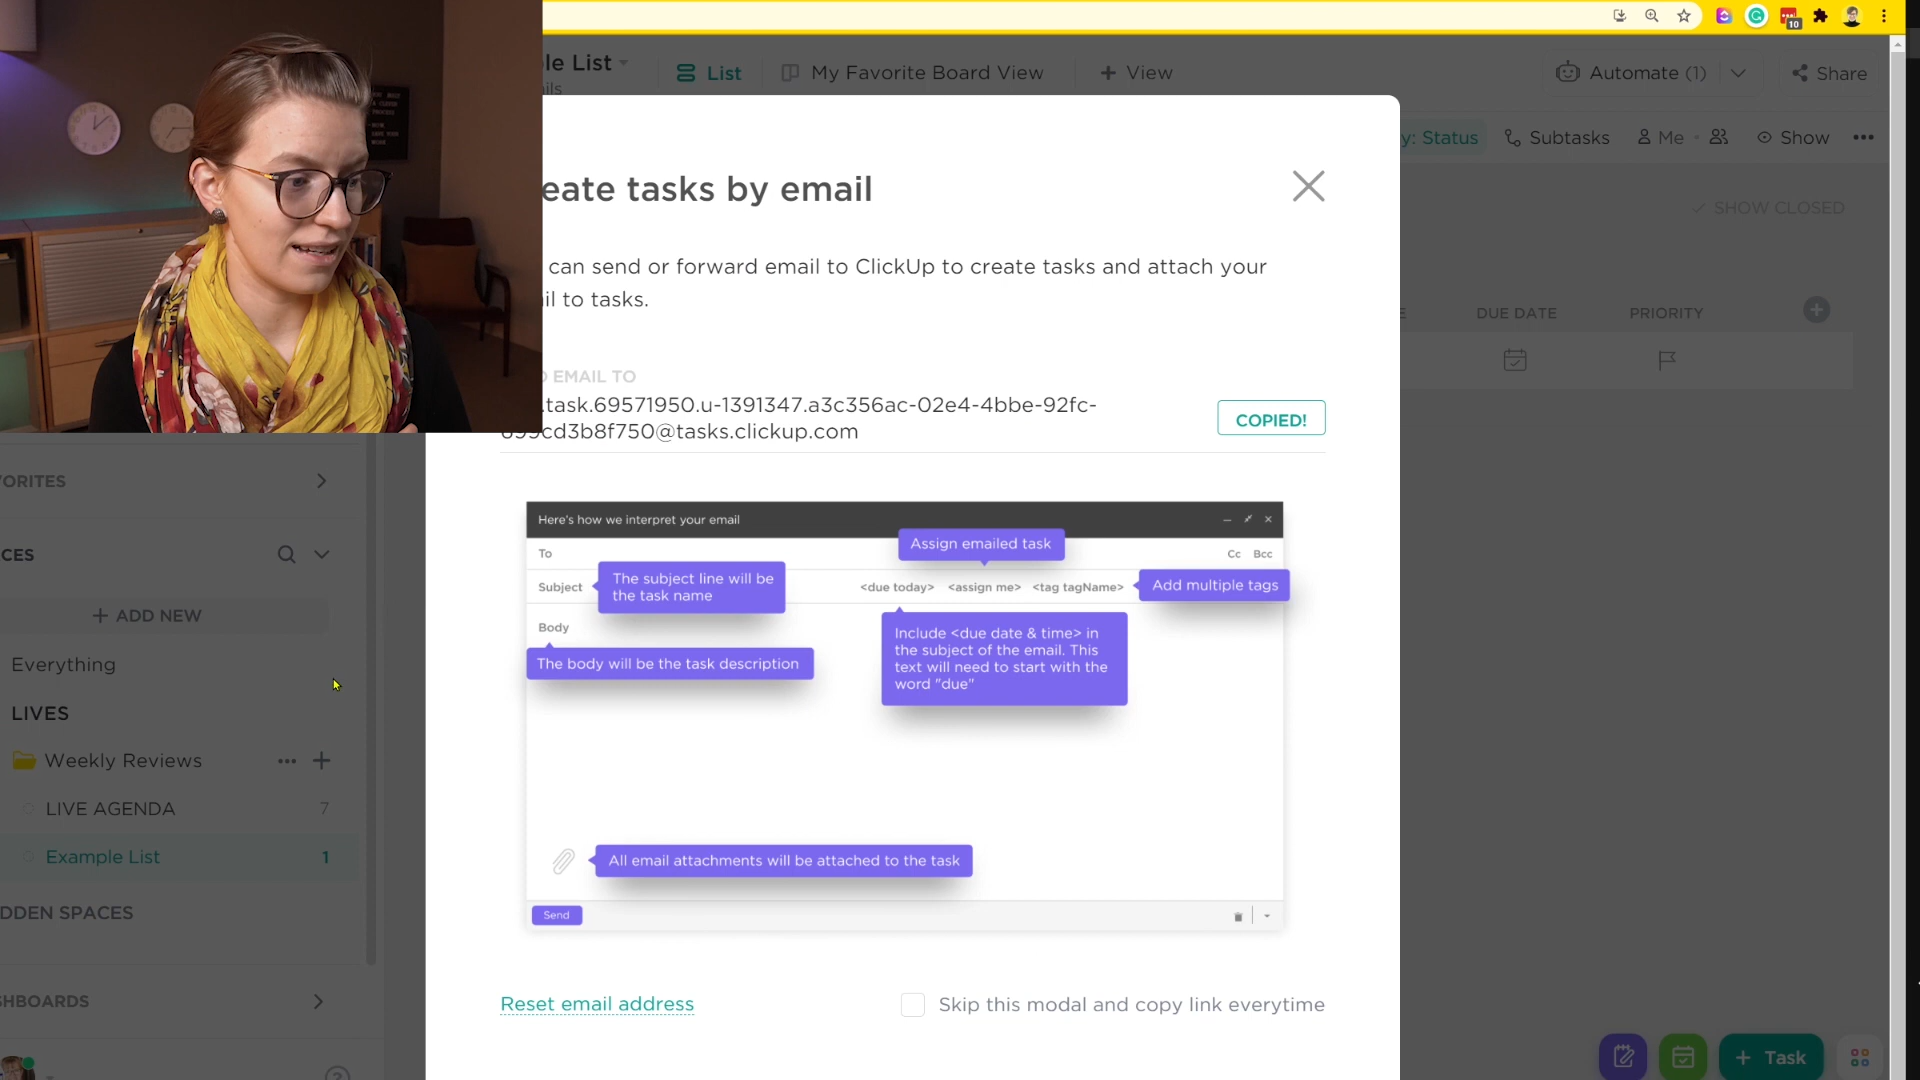 le List
List
My Favorite Board View
+ View
Automate (1)
Share
ils
y: Status
Subtasks
Me
Show
SHOW CLOSED
eate tasks by email
can send or forward email to ClickUp to create tasks and attach your
il to tasks.
DUE DATE
PRIORITY
EMAIL TO
.task.69571950.u-1391347.a3c356ac-02e4-4bbe-92fc-
cd3b8f750@tasks.clickup.com
COPIED!
10
ORITES
CES
+ ADD NEW
Everything
LIVES
Weekly Reviews
LIVE AGENDA 7
Example List 1
DDEN SPACES
HBOARDS
Here's how we interpret your email
To
Assign emailed task
Cc Bcc
Subject
The subject line will be
the task name
<due today> <assign me> <tag tagName>
Add multiple tags
Body
The body will be the task description
Include <due date & time> in
the subject of the email. This
text will need to start with the
word "due"
All email attachments will be attached to the task
Send
Reset email address
Skip this modal and copy link everytime
+ Task